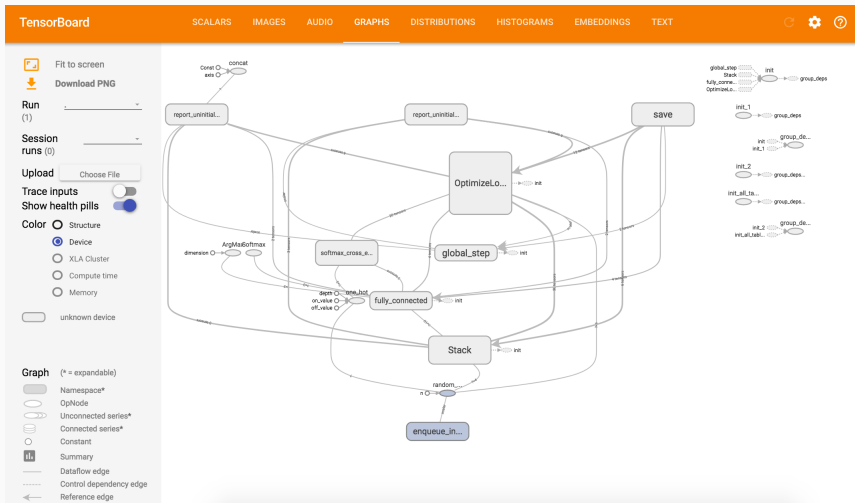 TensorBoard
SCALARS IMAGES AUDIO GRAPHS DISTRIBUTIONS HISTOGRAMS EMBEDDINGS TEXT
Fit to screen
Download PNG
Run
(1)
.
Session
runs (0)
Upload Choose File
Trace inputs
Show health pills
Color Structure
Device
XLA Cluster
Compute time
Memory
unknown device
Graph (* = expandable)
Namespace*
OpNode
Unconnected series*
Connected series*
Constant
Summary
Dataflow edge
Control dependency edge
Reference edge
Const
axis
concat
report_uninitial...
report_uninitial...
save
OptimizeLo...
init
dimension
ArgMax
Softmax
softmax_cross_e...
global_step
init
depth
on_value
off_value
one_hot
fully_connected
init
Stack
init
random_...
n
enqueue_in...
global_step
Stack
fully_conne...
OptimizeLo...
init
group_deps
init_1
group_deps
init
init_1
group_de...
init_2
group_deps..
init_all_ta...
group_deps..
init_2
init_all_tabl...
group_de...